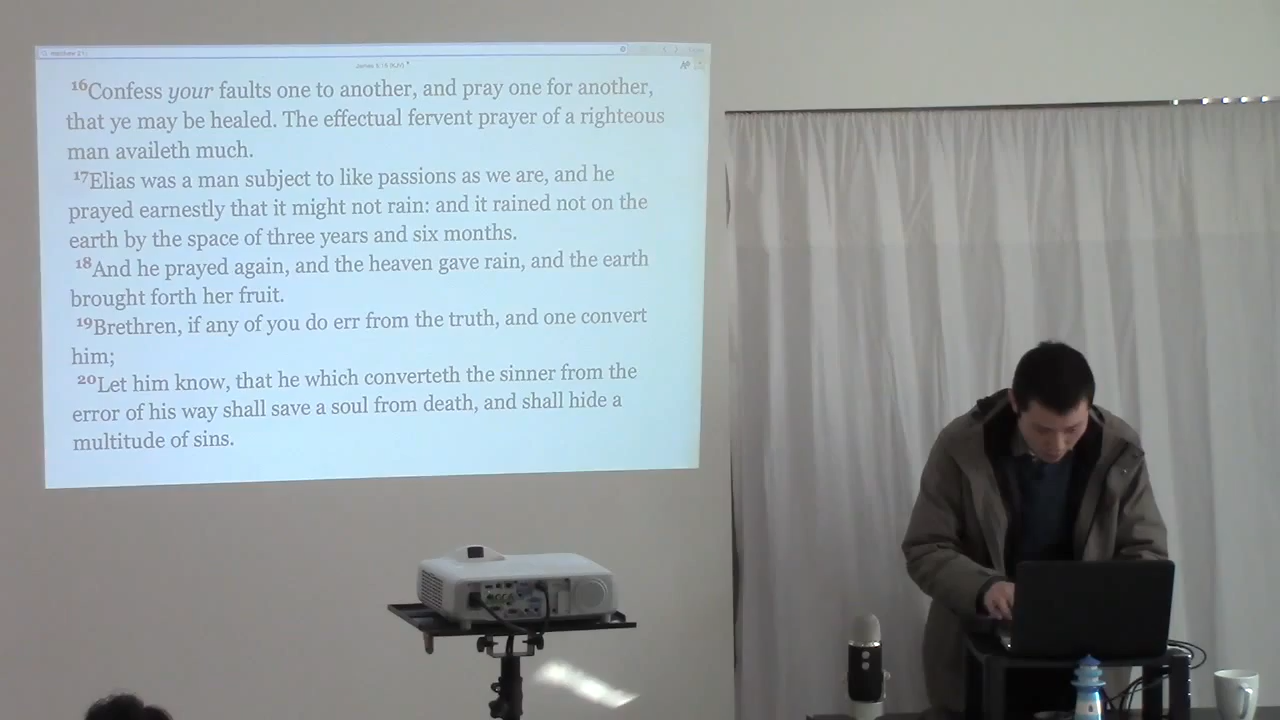 matthew 21
James 5:16 (KJV)
16Confess your faults one to another, and pray one for another,
that ye may be healed. The effectual fervent prayer of a righteous
man availeth much.
17Elias was a man subject to like passions as we are, and he
prayed earnestly that it might not rain: and it rained not on the
earth by the space of three years and six months.
18And he prayed again, and the heaven gave rain, and the earth
brought forth her fruit.
19Brethren, if any of you do err from the truth, and one convert
him;
20Let him know, that he which converteth the sinner from the
error of his way shall save a soul from death, and shall hide a
multitude of sins.